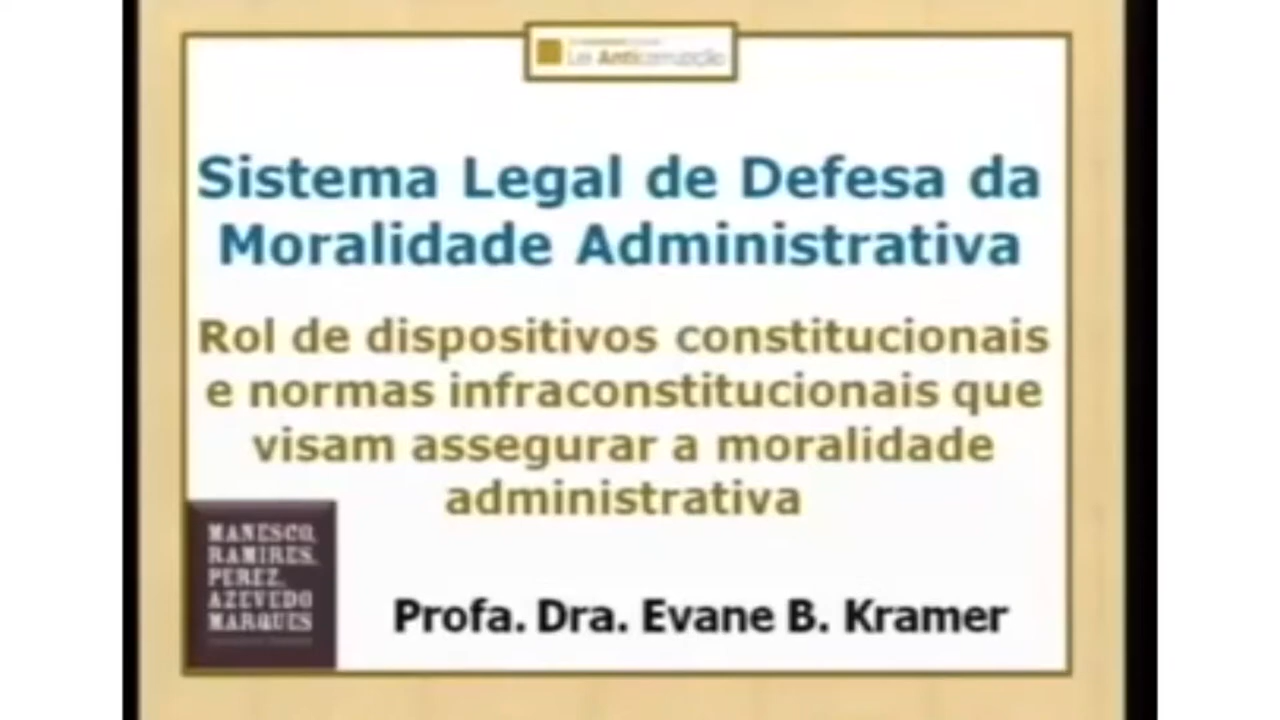 Lei Anticorrupção
Sistema Legal de Defesa da
Moralidade Administrativa
Rol de dispositivos constitucionais
e normas infraconstitucionais que
visam assegurar a moralidade
administrativa
MANESCO,
RAMIRES,
PEREZ,
AZEVEDO
MARQUES
Profa. Dra. Evane B. Kramer